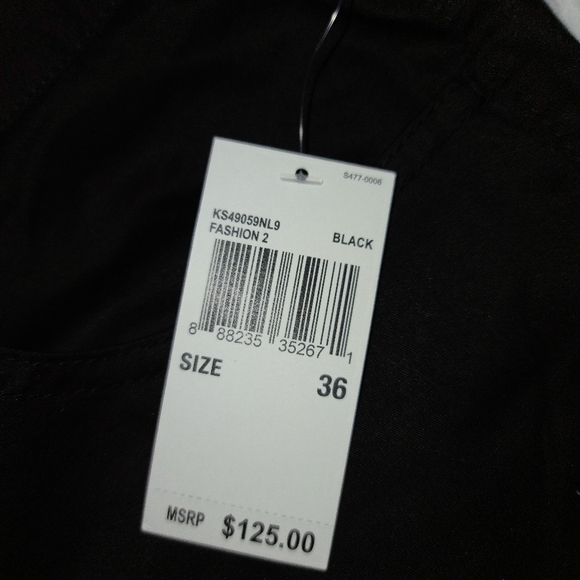 S477-0006
KS49059NL9
FASHION 2 BLACK
8 88235 35267 1
SIZE 36
MSRP $125.00